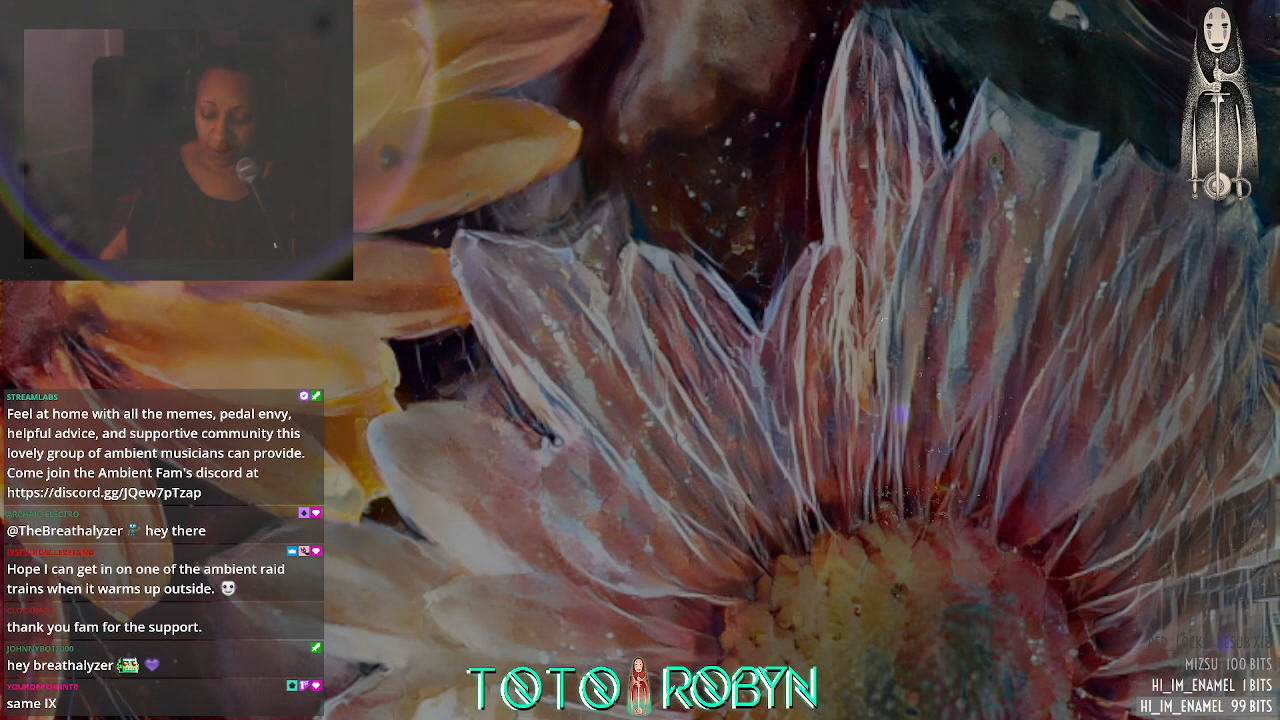 STREAMLABS
Feel at home with all the memes, pedal envy,
helpful advice, and supportive community this
lovely group of ambient musicians can provide.
Come join the Ambient Fam's discord at
https://discord.gg/JQew7pTzap
ARCHAIC_ELECTRO
@TheBreathalyzer hey there
Hope I can get in on one of the ambient raid
trains when it warms up outside.
thank you fam for the support.
hey breathalyzer
same IX
TOTO ROBYN
MIZSU 100 BITS
HI_IM_ENAMEL 1 BITS
HI_IM_ENAMEL 99 BITS